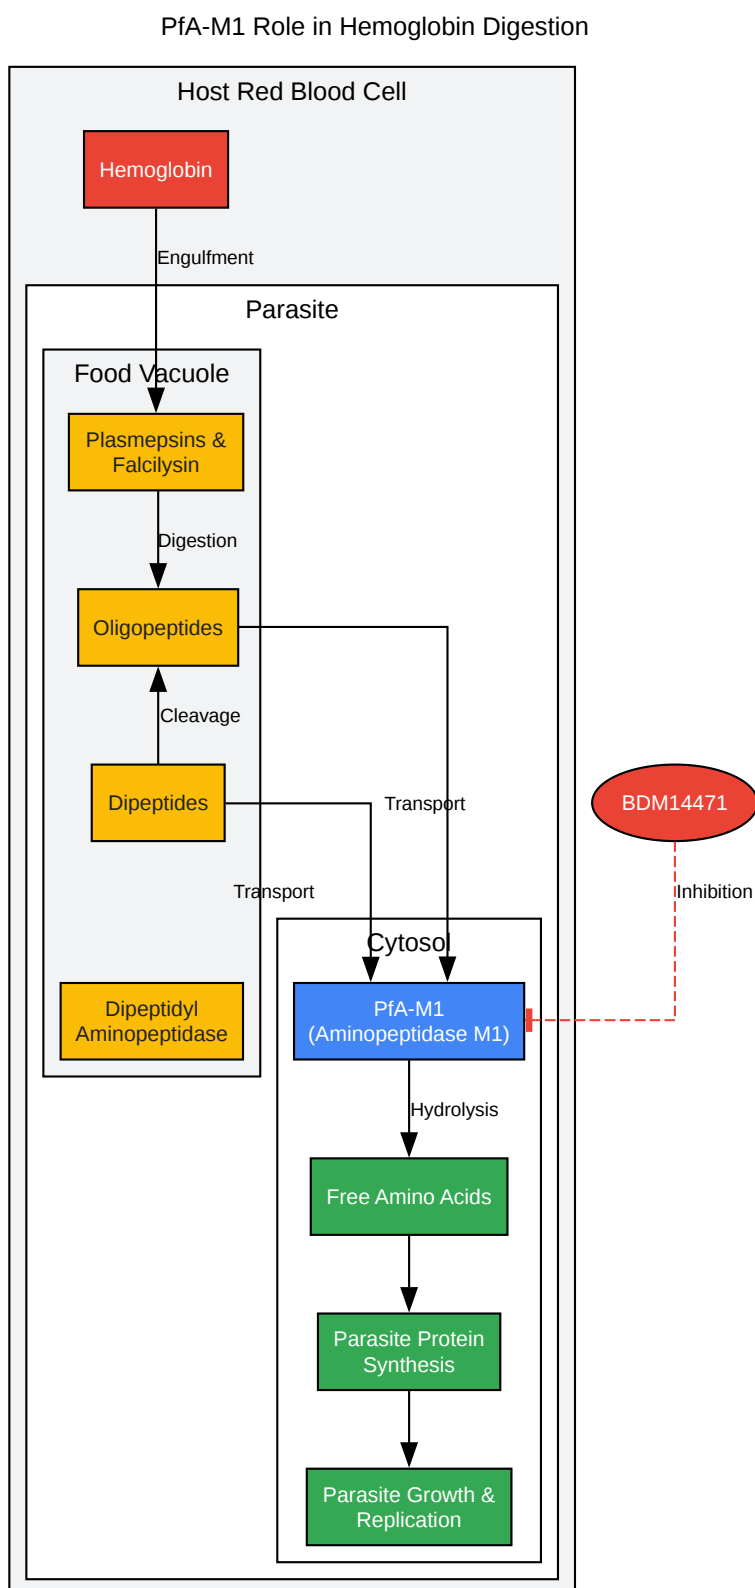 PfA-M1 Role in Hemoglobin Digestion
Host Red Blood Cell
Hemoglobin
Engulfment
Parasite
Food Vacuole
Plasmepsins &
Falcilysin
Digestion
Oligopeptides
Cleavage
Dipeptides
Transport
BDM14471
Transport
Inhibition
Cytosol
Dipeptidyl
Aminopeptidase
PfA-M1
(Aminopeptidase M1)
Hydrolysis
Free Amino Acids
Parasite Protein
Synthesis
Parasite Growth &
Replication